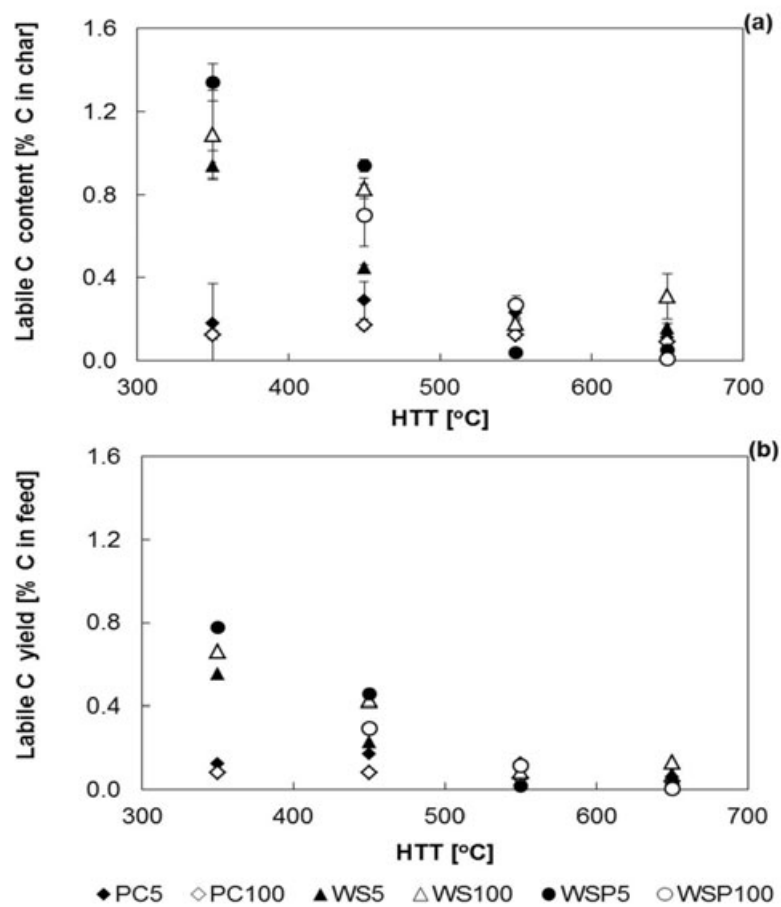 (a)
Labile C content [% C in char]
1.6
1.2
0.8
0.4
0.0
300 400 500 600 700
HTT [°C]
(b)
Labile C yield [% C in feed]
1.6
1.2
0.8
0.4
0.0
300 400 500 600 700
HTT [°C]
PC5 PC100 WS5 WS100 WSP5 WSP100